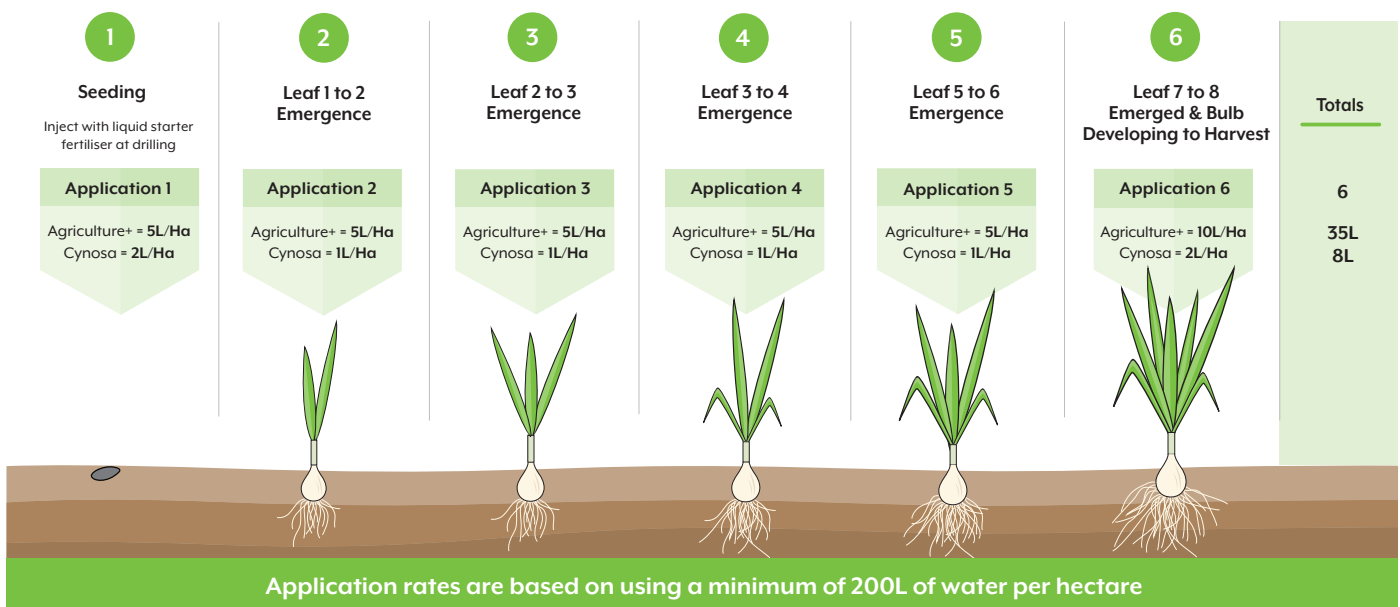 1
Seeding
Inject with liquid starter
fertiliser at drilling
Application 1
Agriculture+ = 5L/Ha
Cynosa = 2L/Ha
2
Leaf 1 to 2
Emergence
Application 2
Agriculture+ = 5L/Ha
Cynosa = 1L/Ha
3
Leaf 2 to 3
Emergence
Application 3
Agriculture+ = 5L/Ha
Cynosa = 1L/Ha
4
Leaf 3 to 4
Emergence
Application 4
Agriculture+ = 5L/Ha
Cynosa = 1L/Ha
5
Leaf 5 to 6
Emergence
Application 5
Agriculture+ = 5L/Ha
Cynosa = 1L/Ha
6
Leaf 7 to 8
Emerged & Bulb
Developing to Harvest
Application 6
Agriculture+ = 10L/Ha
Cynosa = 2L/Ha
Totals
6
35L
8L
Application rates are based on using a minimum of 200L of water per hectare